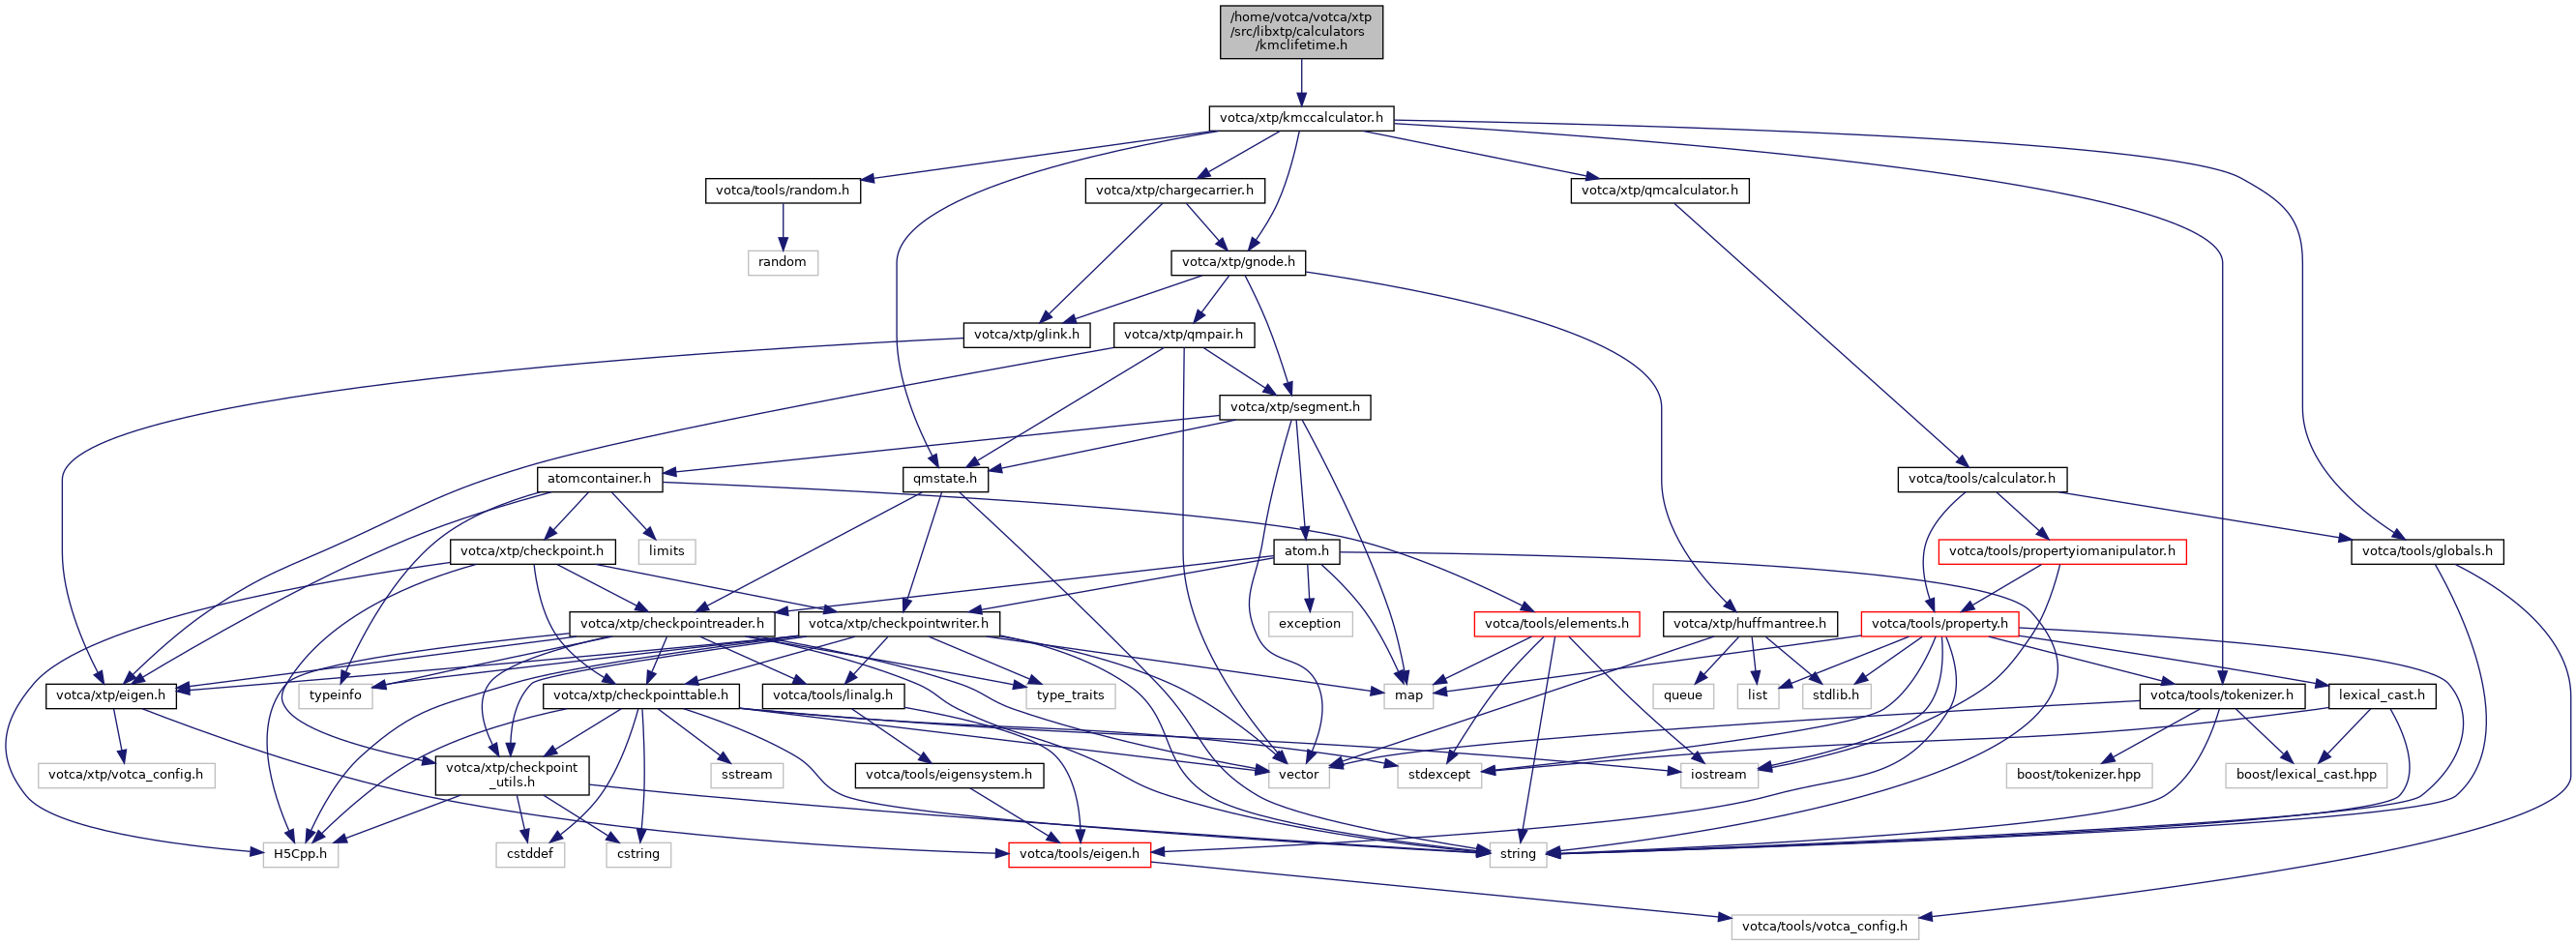 /home/votca/votca/xtp
/src/libxtp/calculators
/kmclifetime.h
votca/xtp/kmccalculator.h
votca/tools/random.h
votca/xtp/chargecarrier.h
votca/xtp/qmcalculator.h
random
votca/xtp/gnode.h
votca/xtp/glink.h
votca/xtp/qmpair.h
votca/xtp/segment.h
atomcontainer.h
qmstate.h
votca/tools/calculator.h
votca/xtp/checkpoint.h
limits
atom.h
votca/tools/propertyiomanipulator.h
votca/tools/globals.h
votca/xtp/checkpointreader.h
votca/xtp/checkpointwriter.h
exception
votca/tools/elements.h
votca/xtp/huffmantree.h
votca/tools/property.h
votca/xtp/eigen.h
typeinfo
votca/xtp/checkpointtable.h
votca/tools/linalg.h
type_traits
map
queue
list
stdlib.h
votca/tools/tokenizer.h
lexical_cast.h
votca/xtp/votca_config.h
votca/xtp/checkpoint
_utils.h
sstream
votca/tools/eigensystem.h
vector
stdexcept
iostream
boost/tokenizer.hpp
boost/lexical_cast.hpp
H5Cpp.h
cstddef
cstring
votca/tools/eigen.h
string
votca/tools/votca_config.h